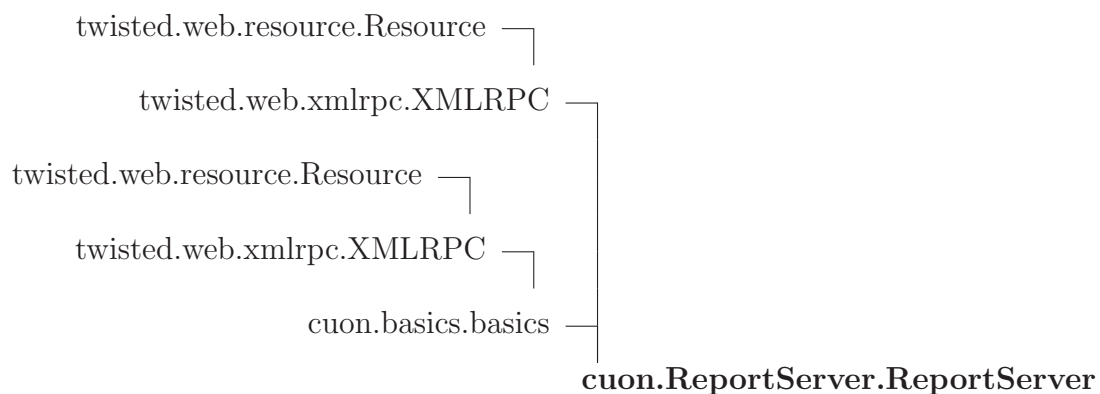 twisted.web.resource.Resource
twisted.web.xmlrpc.XMLRPC
twisted.web.resource.Resource
twisted.web.xmlrpc.XMLRPC
cuon.basics.basics
cuon.ReportServer.ReportServer